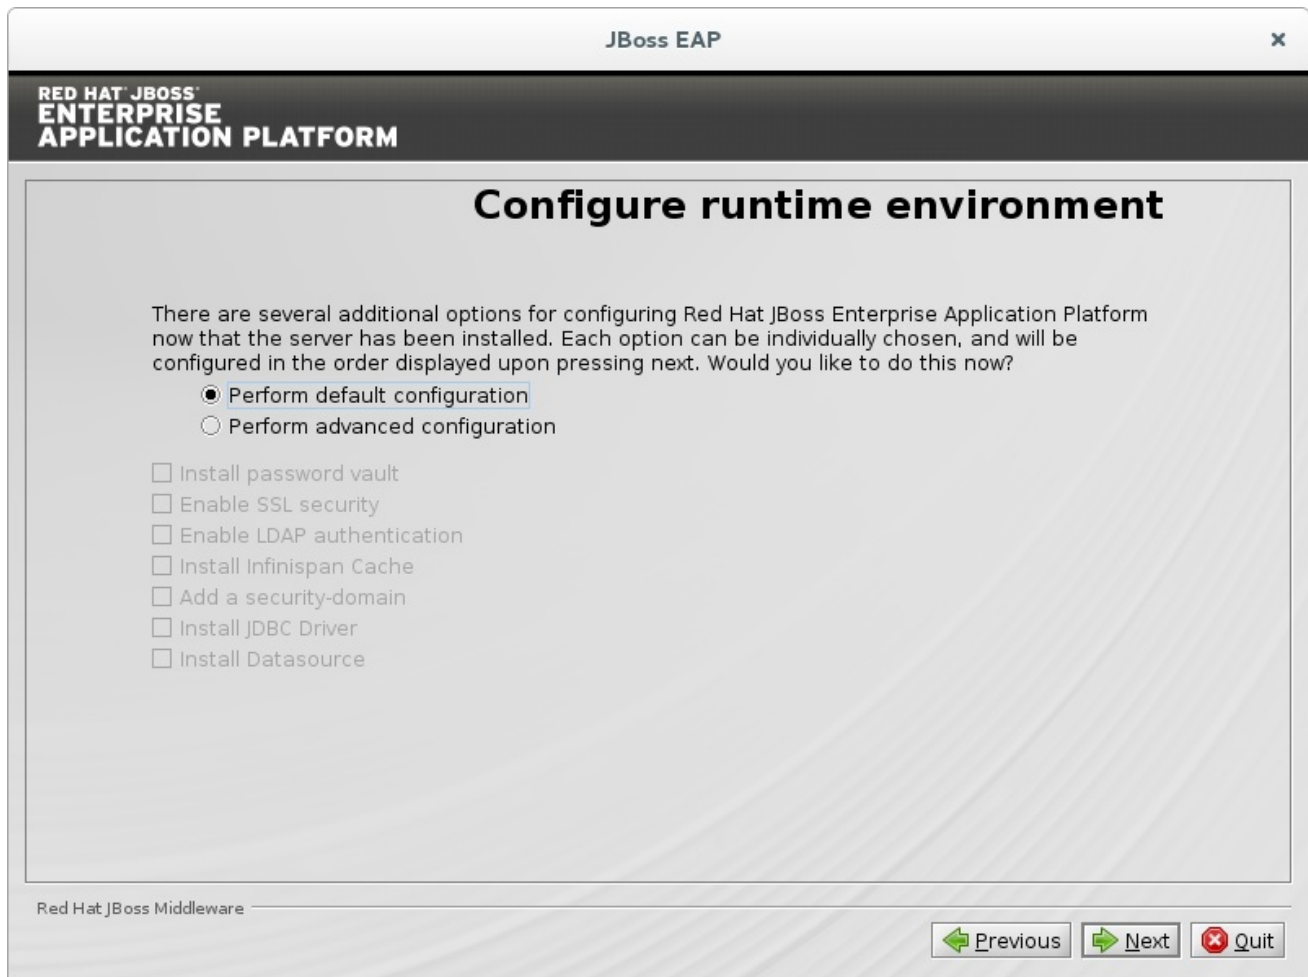 JBoss EAP
RED HAT JBOSS
ENTERPRISE
APPLICATION PLATFORM
Configure runtime environment
There are several additional options for configuring Red Hat JBoss Enterprise Application Platform
now that the server has been installed. Each option can be individually chosen, and will be
configured in the order displayed upon pressing next. Would you like to do this now?
Perform default configuration
Perform advanced configuration
Install password vault
Enable SSL security
Enable LDAP authentication
Install Infinispan Cache
Add a security-domain
Install JDBC Driver
Install Datasource
Red Hat JBoss Middleware
Previous
Next
Quit